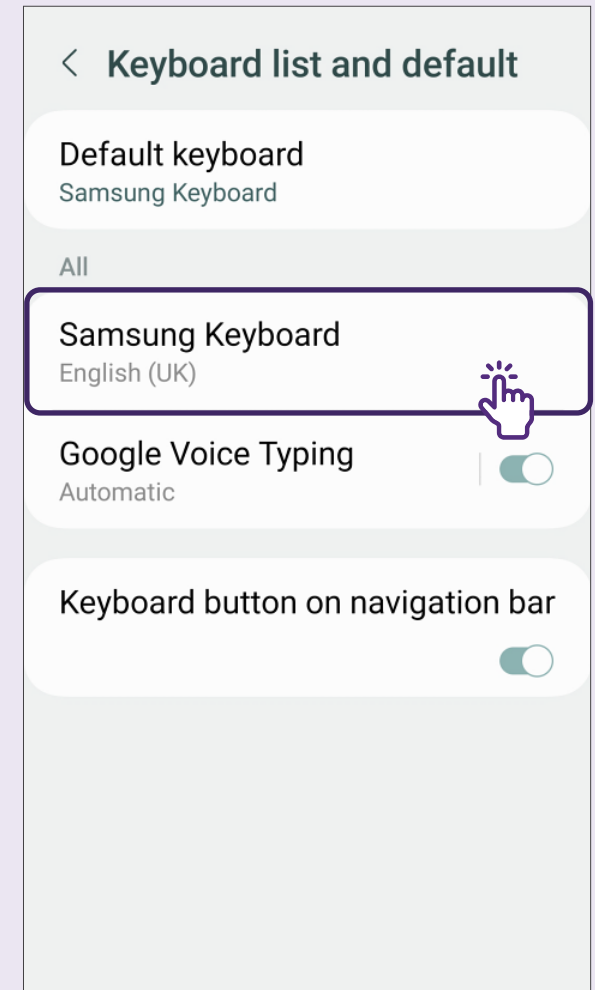 Keyboard list and default
Default keyboard
Samsung Keyboard
All
Samsung Keyboard
English (UK)
Google Voice Typing
Automatic
Keyboard button on navigation bar